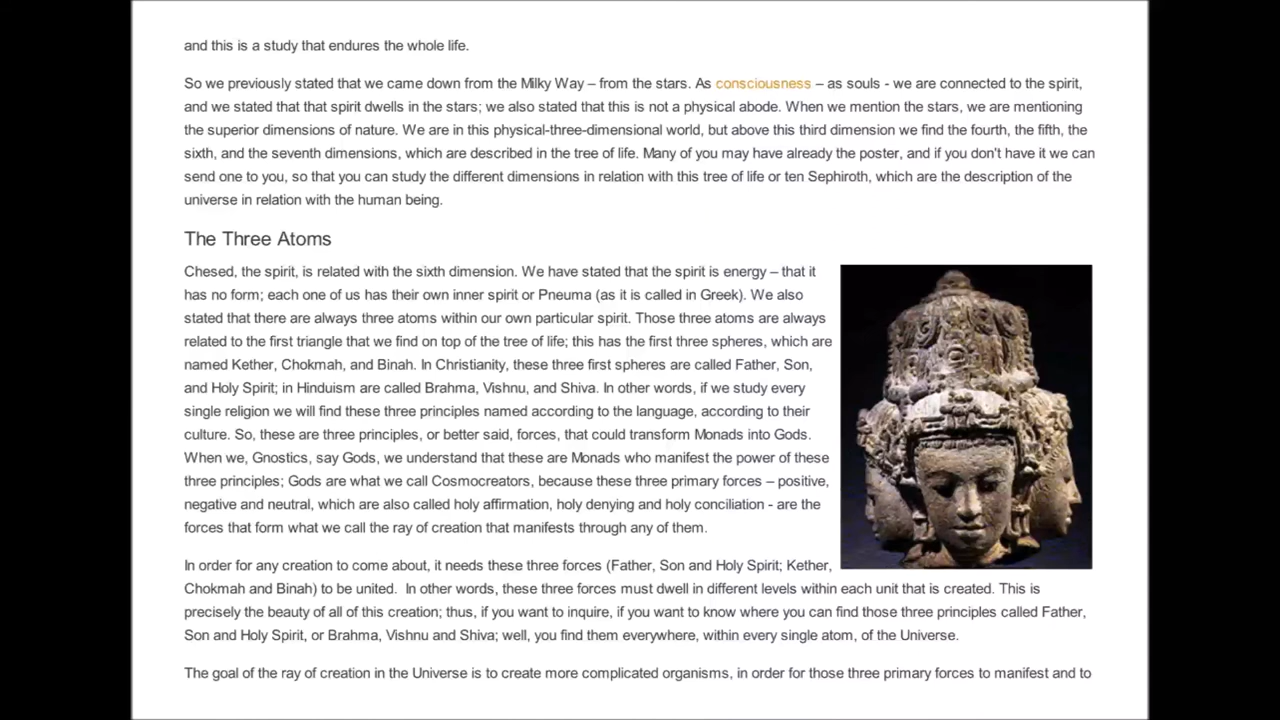 and this is a study that endures the whole life.
So we previously stated that we came down from the Milky Way – from the stars. As consciousness – as souls - we are connected to the spirit,
and we stated that that spirit dwells in the stars; we also stated that this is not a physical abode. When we mention the stars, we are mentioning
the superior dimensions of nature. We are in this physical-three-dimensional world, but above this third dimension we find the fourth, the fifth, the
sixth, and the seventh dimensions, which are described in the tree of life. Many of you may have already the poster, and if you don't have it we can
send one to you, so that you can study the different dimensions in relation with this tree of life or ten Sephiroth, which are the description of the
universe in relation with the human being.
The Three Atoms
Chesed, the spirit, is related with the sixth dimension. We have stated that the spirit is energy – that it
has no form; each one of us has their own inner spirit or Pneuma (as it is called in Greek). We also
stated that there are always three atoms within our own particular spirit. Those three atoms are always
related to the first triangle that we find on top of the tree of life; this has the first three spheres, which are
named Kether, Chokmah, and Binah. In Christianity, these three first spheres are called Father, Son,
and Holy Spirit; in Hinduism are called Brahma, Vishnu, and Shiva. In other words, if we study every
single religion we will find these three principles named according to the language, according to their
culture. So, these are three principles, or better said, forces, that could transform Monads into Gods.
When we, Gnostics, say Gods, we understand that these are Monads who manifest the power of these
three principles; Gods are what we call Cosmocreators, because these three primary forces – positive,
negative and neutral, which are also called holy affirmation, holy denying and holy conciliation - are the
forces that form what we call the ray of creation that manifests through any of them.
In order for any creation to come about, it needs these three forces (Father, Son and Holy Spirit; Kether,
Chokmah and Binah) to be united.  In other words, these three forces must dwell in different levels within each unit that is created. This is
precisely the beauty of all of this creation; thus, if you want to inquire, if you want to know where you can find those three principles called Father,
Son and Holy Spirit, or Brahma, Vishnu and Shiva; well, you find them everywhere, within every single atom, of the Universe.
The goal of the ray of creation in the Universe is to create more complicated organisms, in order for those three primary forces to manifest and to